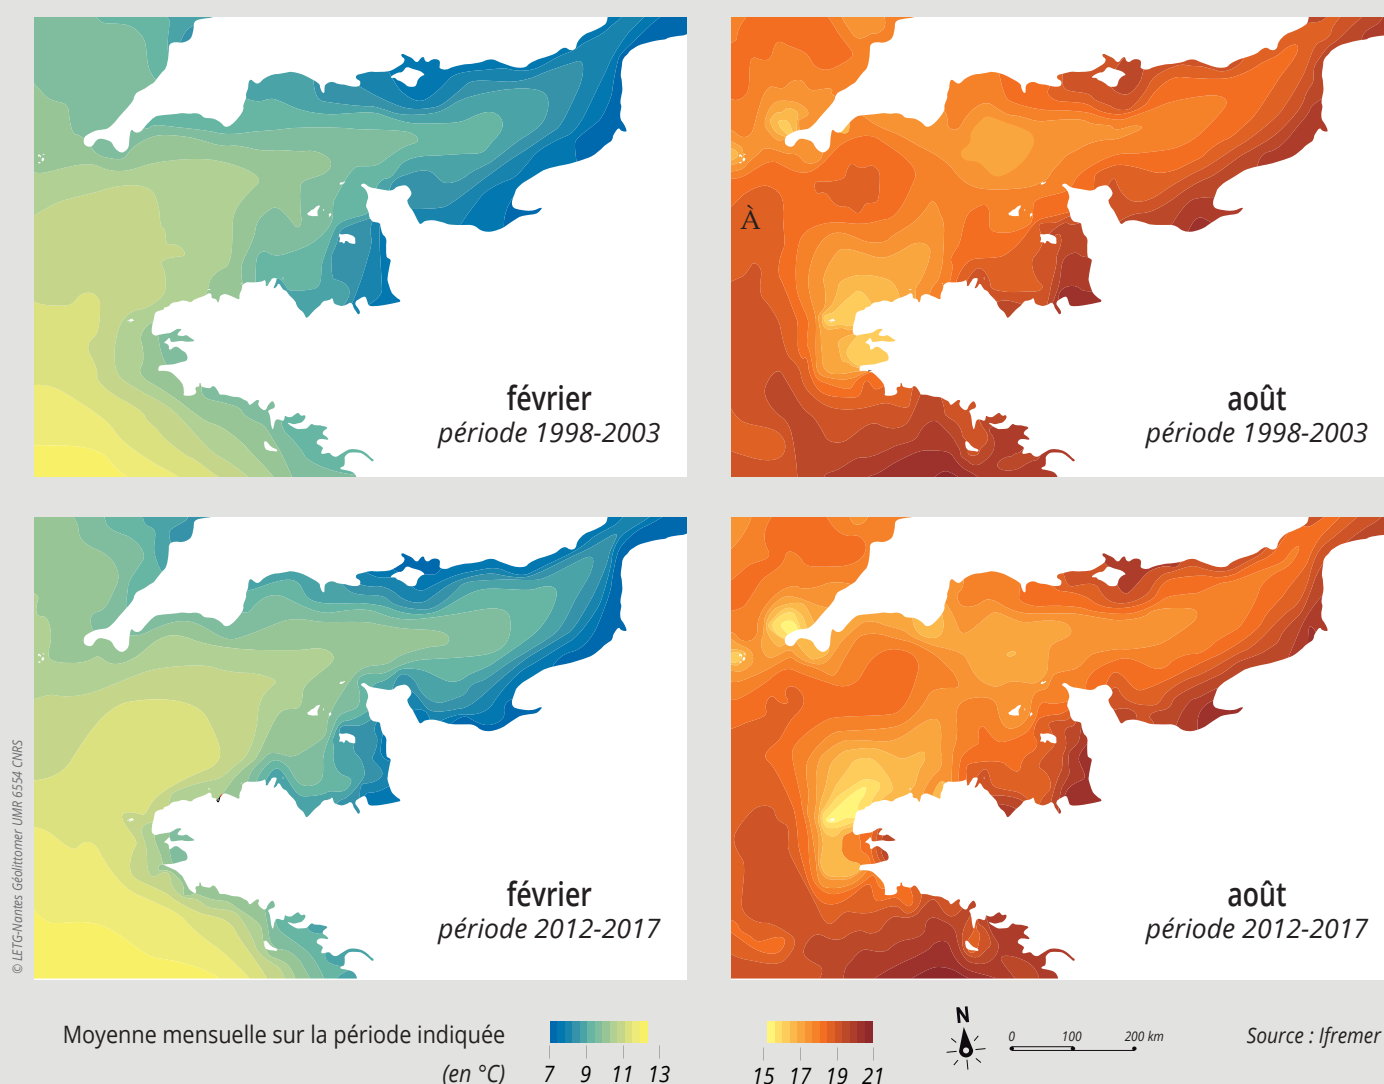 février
période 1998-2003
août
période 1998-2003
À
février
période 2012-2017
août
période 2012-2017
© LETG-Nantes Géolittomer UMR 6554 CNRS
Moyenne mensuelle sur la période indiquée
(en °C)
7 9 11 13
15 17 19 21
N
0 100 200 km
Source : Ifremer